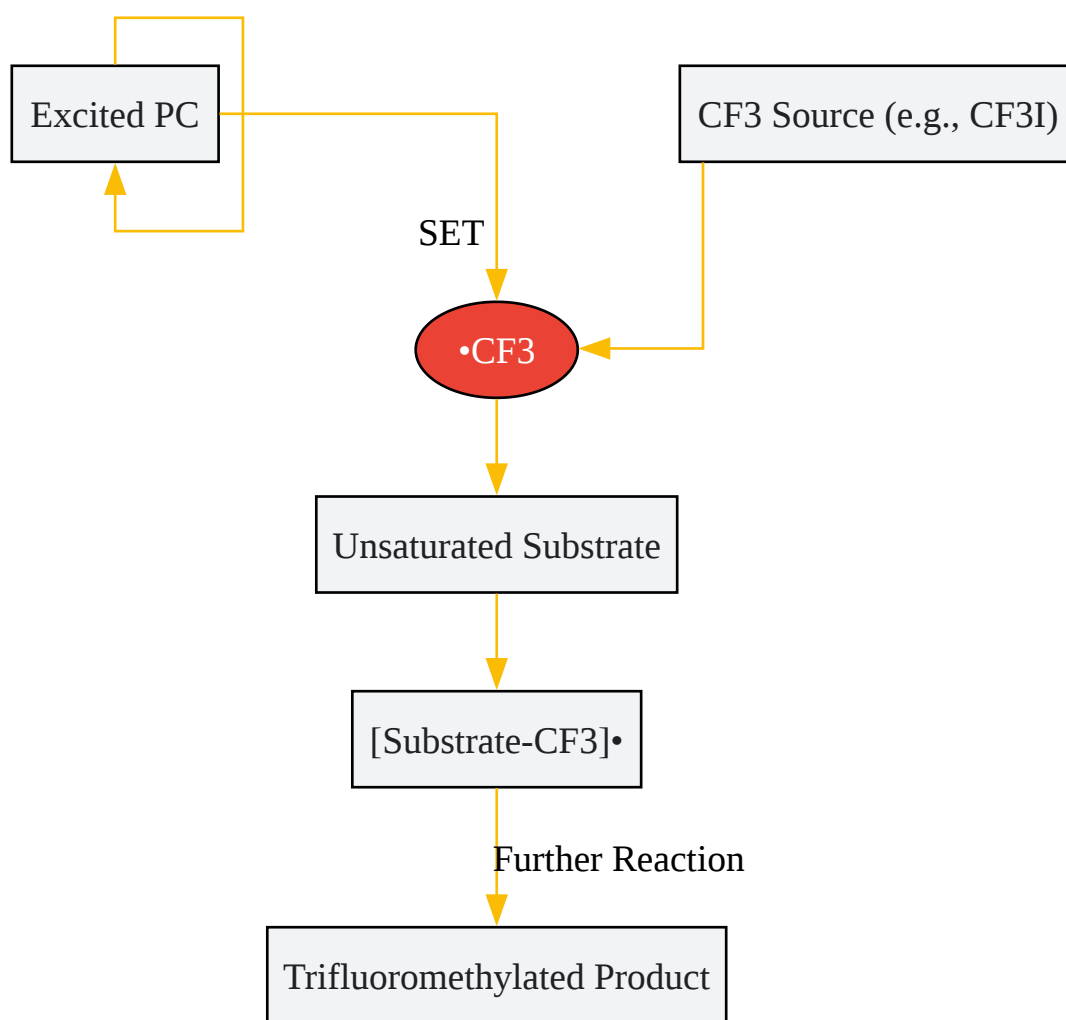 Excited PC
CF3 Source (e.g., CF3I)
SET
•CF3
Unsaturated Substrate
[Substrate-CF3]•
Further Reaction
Trifluoromethylated Product